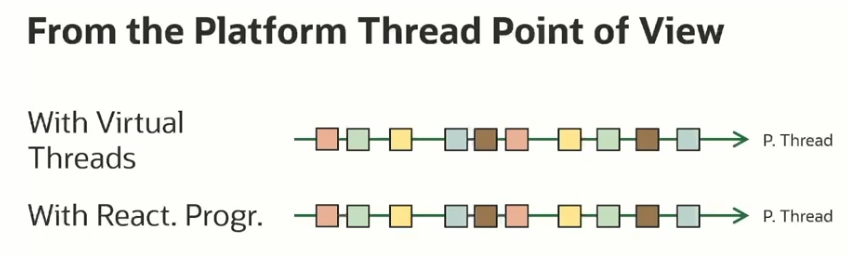 From the Platform Thread Point of View
With Virtual
Threads
P. Thread
With React. Progr.
P. Thread